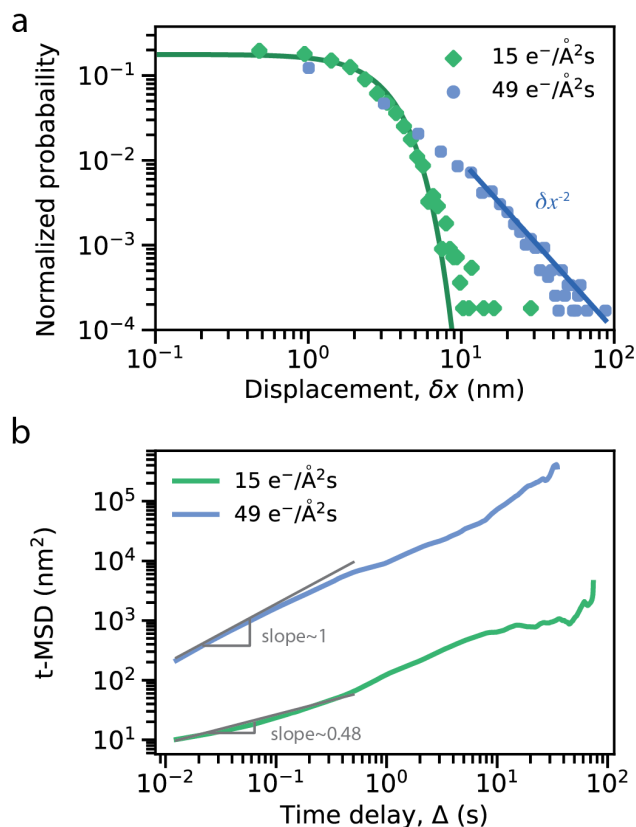 a
Normalized probabaility
10⁻¹
10⁻²
10⁻³
10⁻⁴
15 e⁻/Å²s
49 e⁻/Å²s
δx⁻²
10⁻¹ 10⁰ 10¹ 10²
Displacement, δx (nm)
b
t-MSD (nm²)
10⁵
10⁴
10³
10²
10¹
15 e⁻/Å²s
49 e⁻/Å²s
slope~1
slope~0.48
10⁻² 10⁻¹ 10⁰ 10¹ 10²
Time delay, Δ (s)